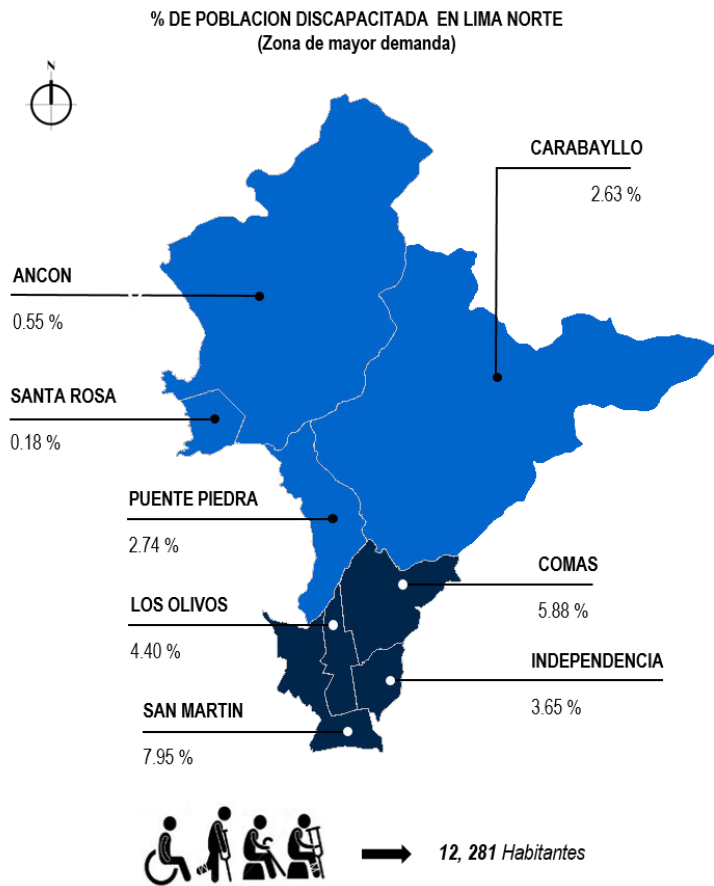 % DE POBLACION DISCAPACITADA EN LIMA NORTE
(Zona de mayor demanda)
N
CARABAYLLO
2.63 %
ANCON
0.55 %
SANTA ROSA
0.18 %
PUENTE PIEDRA
2.74 %
COMAS
5.88 %
LOS OLIVOS
4.40 %
INDEPENDENCIA
3.65 %
SAN MARTIN
7.95 %
12, 281 Habitantes